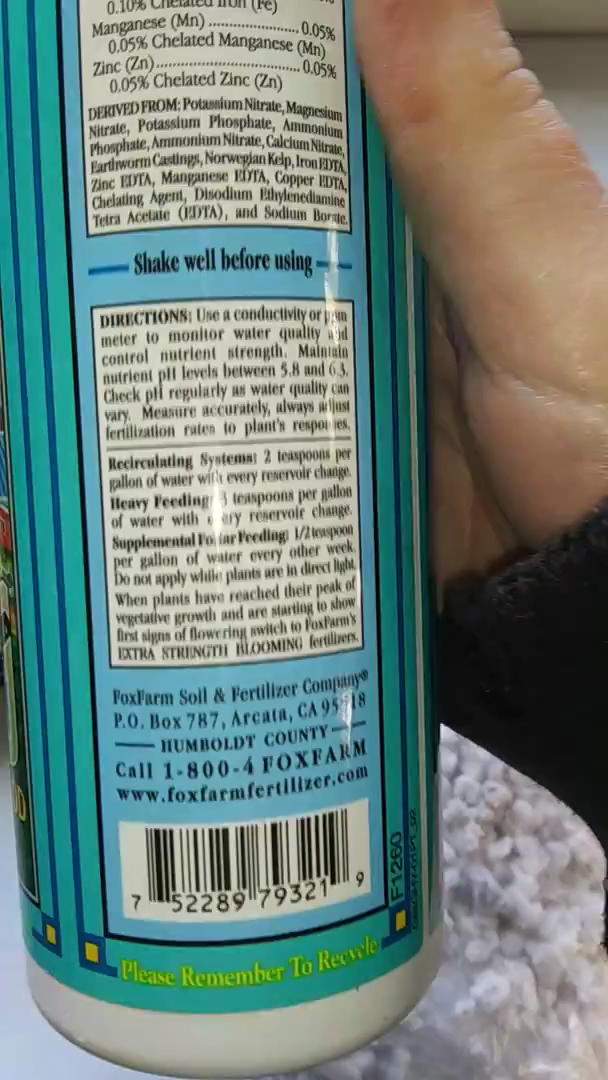 0.10% Chelated Iron (Fe)
Manganese (Mn) ........................ 0.05%
0.05% Chelated Manganese (Mn)
Zinc (Zn)................................... 0.05%
0.05% Chelated Zinc (Zn)
DERIVED FROM: Potassium Nitrate, Magnesium
Nitrate, Potassium Phosphate, Ammonium
Phosphate, Ammonium Nitrate, Calcium Nitrate,
Earthworm Castings, Norwegian Kelp, Iron EDTA,
Zinc EDTA, Manganese EDTA, Copper EDTA,
Chelating Agent, Disodium Ethylenediamine
Tetra Acetate (EDTA), and Sodium Borate.
Shake well before using
DIRECTIONS: Use a conductivity or ppm
meter to monitor water quality and
control nutrient strength. Maintain
nutrient pH levels between 5.8 and 6.3.
Check pH regularly as water quality can
vary. Measure accurately, always adjust
fertilization rates to plant's responses.
Recirculating Systems: 2 teaspoons per
gallon of water with every reservoir change.
Heavy Feeding: teaspoons per gallon
of water with every reservoir change.
Supplemental Foliar Feeding: 1/2 teaspoon
per gallon of water every other week.
Do not apply while plants are in direct light.
When plants have reached their peak of
vegetative growth and are starting to show
first signs of flowering switch to FoxFarm's
EXTRA STRENGTH BLOOMING fertilizers.
FoxFarm Soil & Fertilizer Company®
P.O. Box 787, Arcata, CA
HUMBOLDT COUNTY
Call 1-800-4 FOXFARM
www.foxfarmfertilizer.com
7 52289 79321 9
F1260
Please Remember To Recycle